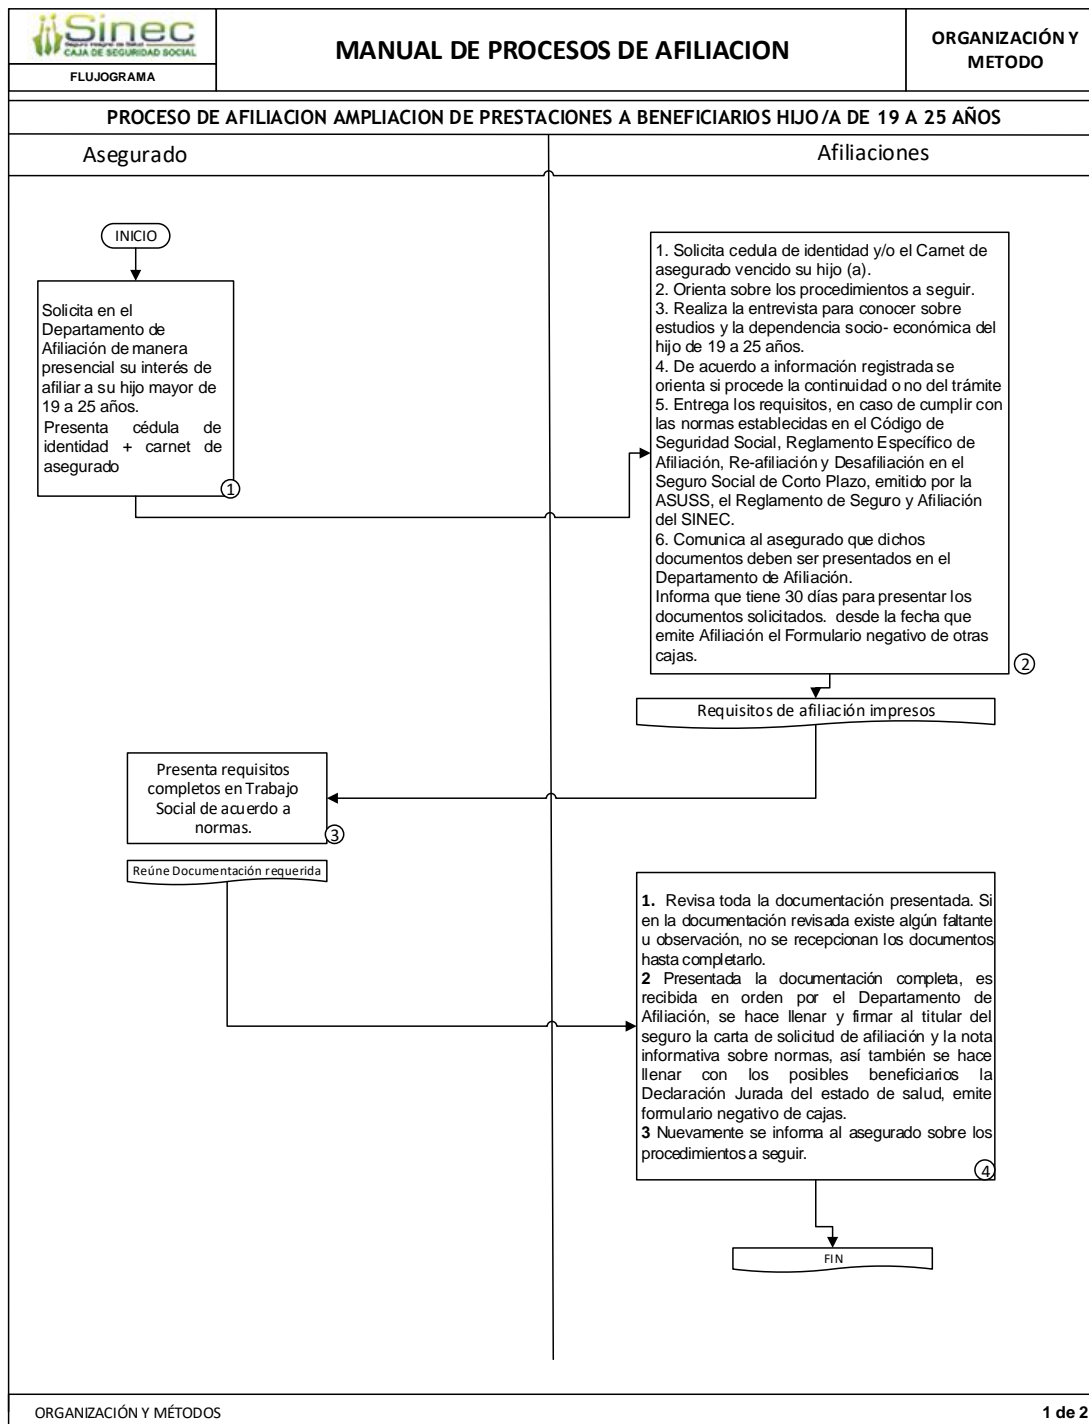 Sinec
Seguro Integral de Salud
CAJA DE SEGURIDAD SOCIAL
FLUJOGRAMA
MANUAL DE PROCESOS DE AFILIACION
ORGANIZACIÓN Y
METODO
PROCESO DE AFILIACION AMPLIACION DE PRESTACIONES A BENEFICIARIOS HIJO/A DE 19 A 25 AÑOS
Asegurado
Afiliaciones
INICIO
Solicita en el
Departamento de
Afiliación de manera
presencial su interés de
afiliar a su hijo mayor de
19 a 25 años.
Presenta cédula de
identidad + carnet de
asegurado
1
1. Solicita cedula de identidad y/o el Carnet de
asegurado vencido su hijo (a).
2. Orienta sobre los procedimientos a seguir.
3. Realiza la entrevista para conocer sobre
estudios y la dependencia socio- económica del
hijo de 19 a 25 años.
4. De acuerdo a información registrada se
orienta si procede la continuidad o no del trámite
5. Entrega los requisitos, en caso de cumplir con
las normas establecidas en el Código de
Seguridad Social, Reglamento Específico de
Afiliación, Re-afiliación y Desafiliación en el
Seguro Social de Corto Plazo, emitido por la
ASUSS, el Reglamento de Seguro y Afiliación
del SINEC.
6. Comunica al asegurado que dichos
documentos deben ser presentados en el
Departamento de Afiliación.
Informa que tiene 30 días para presentar los
documentos solicitados. desde la fecha que
emite Afiliación el Formulario negativo de otras
cajas.
2
Requisitos de afiliación impresos
Presenta requisitos
completos en Trabajo
Social de acuerdo a
normas.
3
Reúne Documentación requerida
1. Revisa toda la documentación presentada. Si
en la documentación revisada existe algún faltante
u observación, no se recepcionan los documentos
hasta completarlo.
2 Presentada la documentación completa, es
recibida en orden por el Departamento de
Afiliación, se hace llenar y firmar al titular del
seguro la carta de solicitud de afiliación y la nota
informativa sobre normas, así también se hace
llenar con los posibles beneficiarios la
Declaración Jurada del estado de salud, emite
formulario negativo de cajas.
3 Nuevamente se informa al asegurado sobre los
procedimientos a seguir.
4
FIN
ORGANIZACIÓN Y MÉTODOS
1 de 2